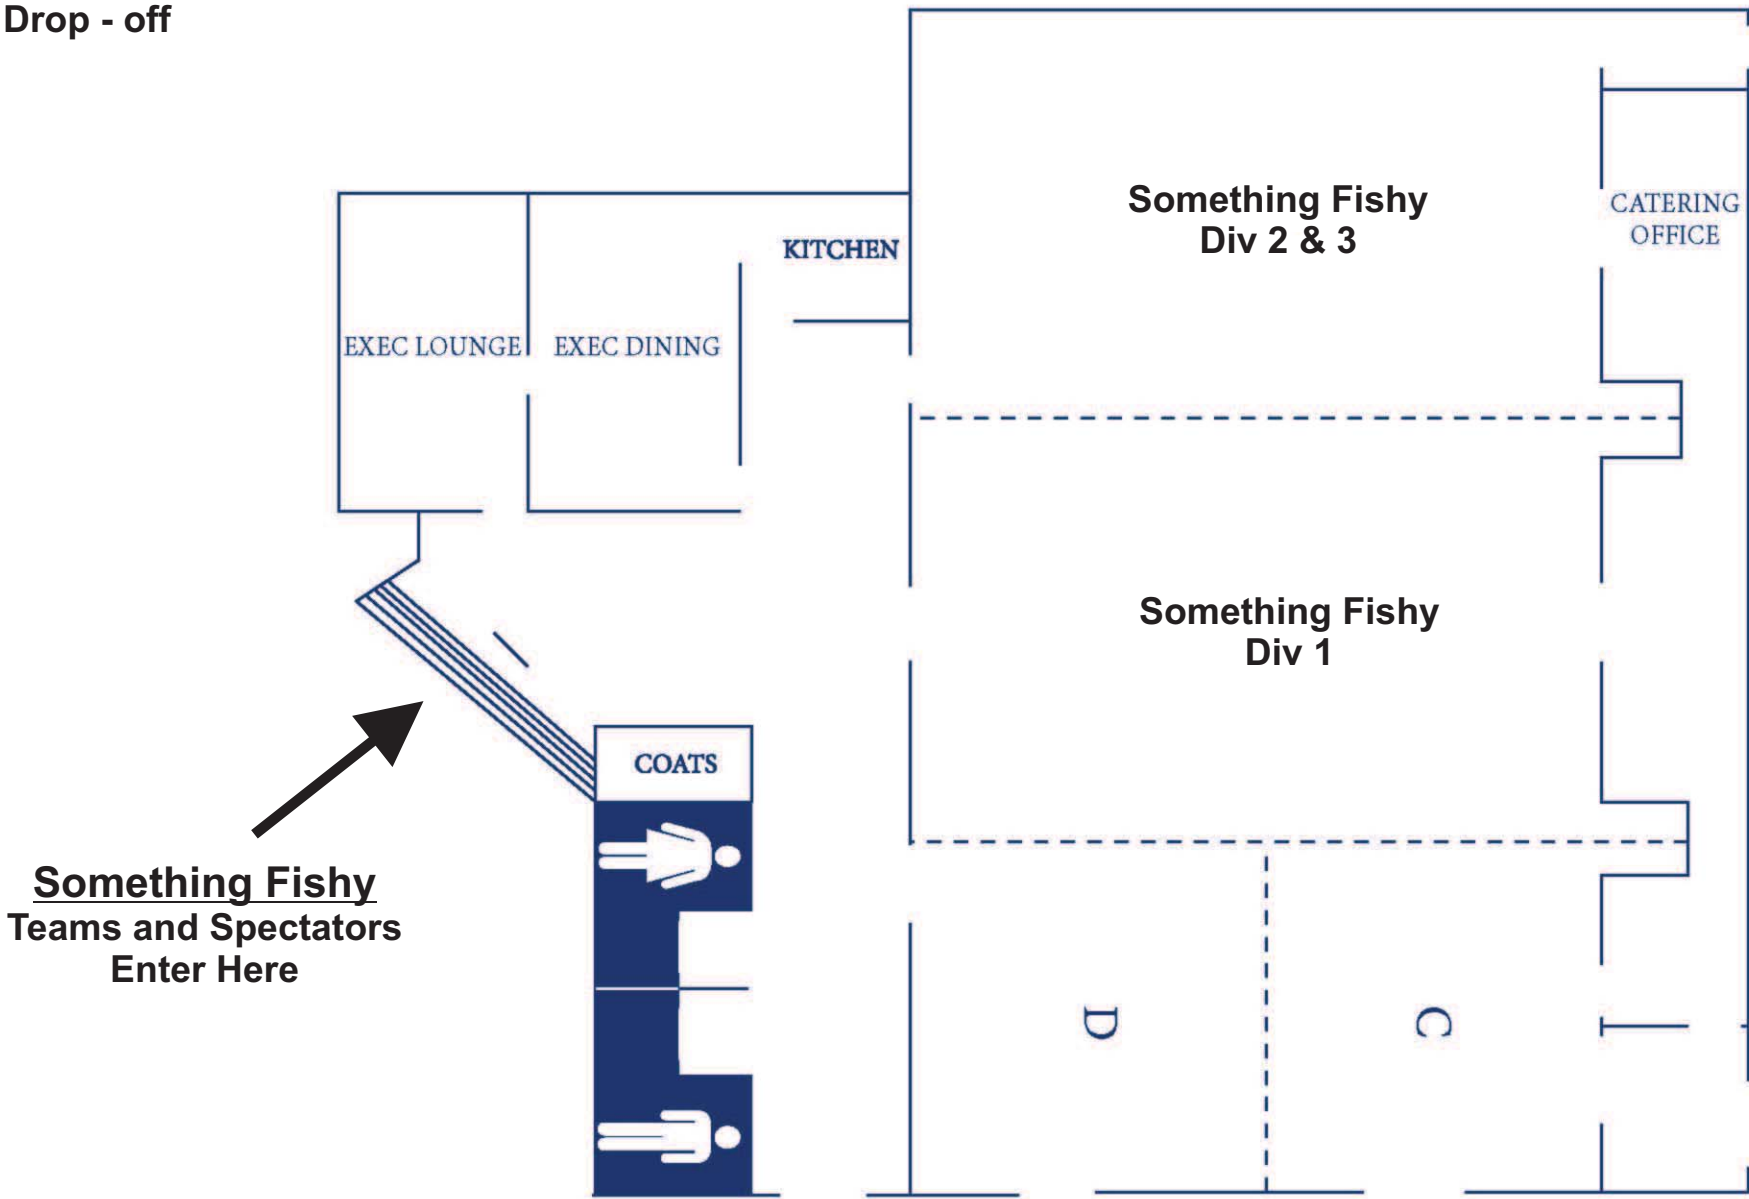 Drop - off
Something Fishy
Div 2 & 3
CATERING
OFFICE
KITCHEN
EXEC LOUNGE
EXEC DINING
Something Fishy
Div 1
COATS
Something Fishy
Teams and Spectators
Enter Here
D
C